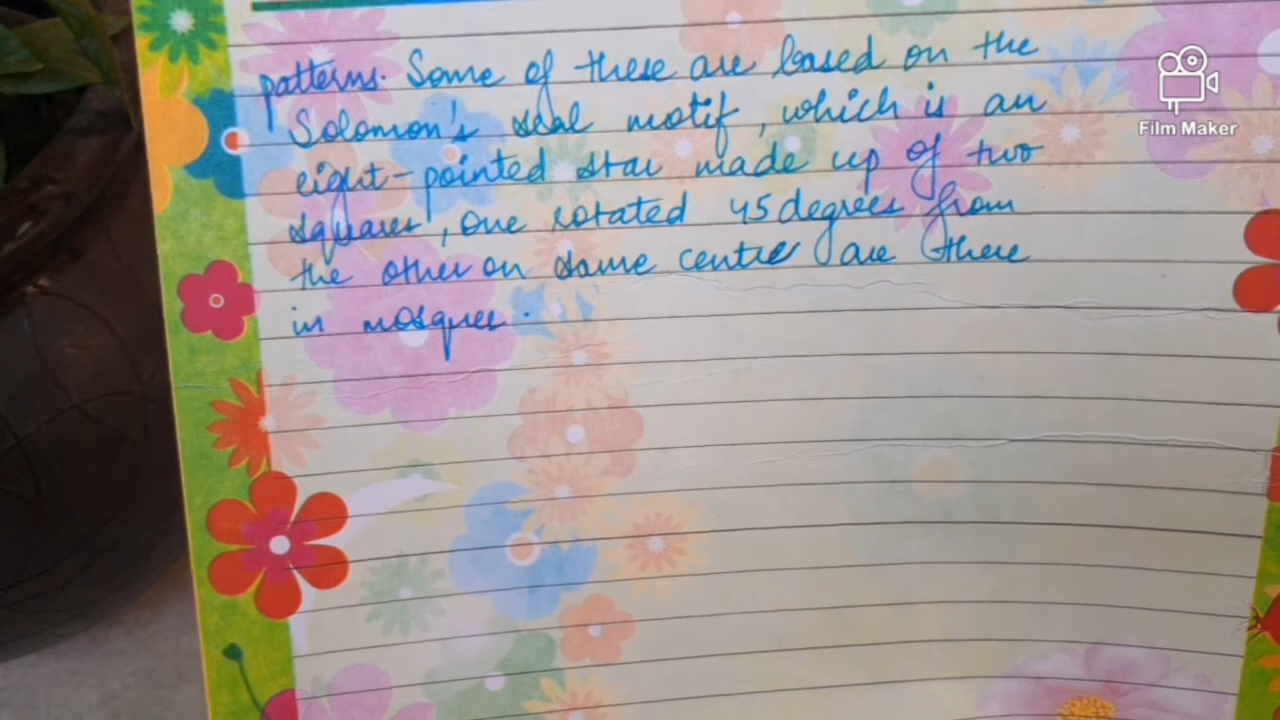 patterns. Some of these are based on the
Solomon's seal motif, which is an
eight-pointed star made up of two
squares, one rotated 45 degrees from
the other on same centre are there
in mosques.
Film Maker